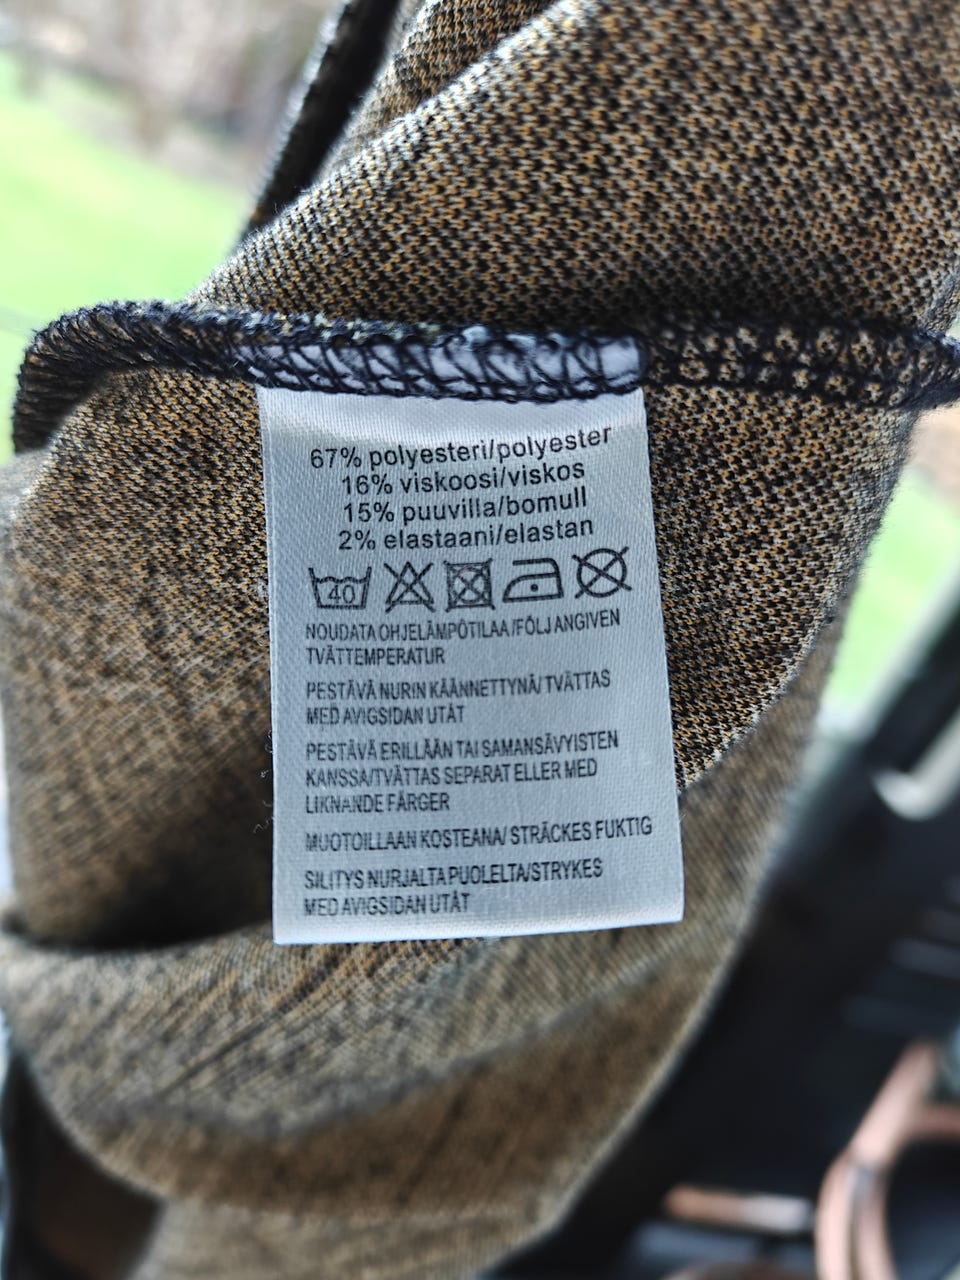 67% polyesteri/polyester
16% viskoosi/viskos
15% puuvilla/bomull
2% elastaani/elastan
40
NOUDATA OHJELÄMPÖTILAA/FÖLJ ANGIVEN
TVÄTTEMPERATUR
PESTÄVÄ NURIN KÄÄNNETTYNÄ/TVÄTTAS
MED AVIGSIDAN UTÅT
PESTÄVÄ ERILLÄÄN TAI SAMANSÄVYISTEN
KANSSA/TVÄTTAS SEPARAT ELLER MED
LIKNANDE FÄRGER
MUOTOILLAAN KOSTEANA/ STRÄCKES FUKTIG
SILITYS NURJALTA PUOLELTA/STRYKES
MED AVIGSIDAN UTÅT